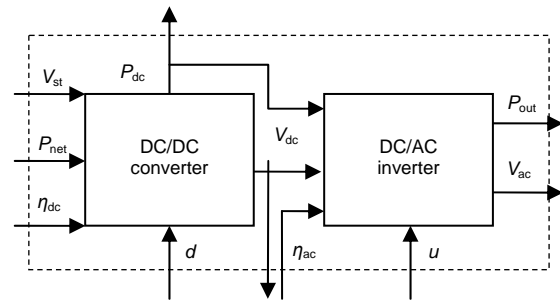 V_st
P_dc
P_out
V_dc
P_net
DC/DC
converter
DC/AC
inverter
V_ac
η_dc
d
η_ac
u